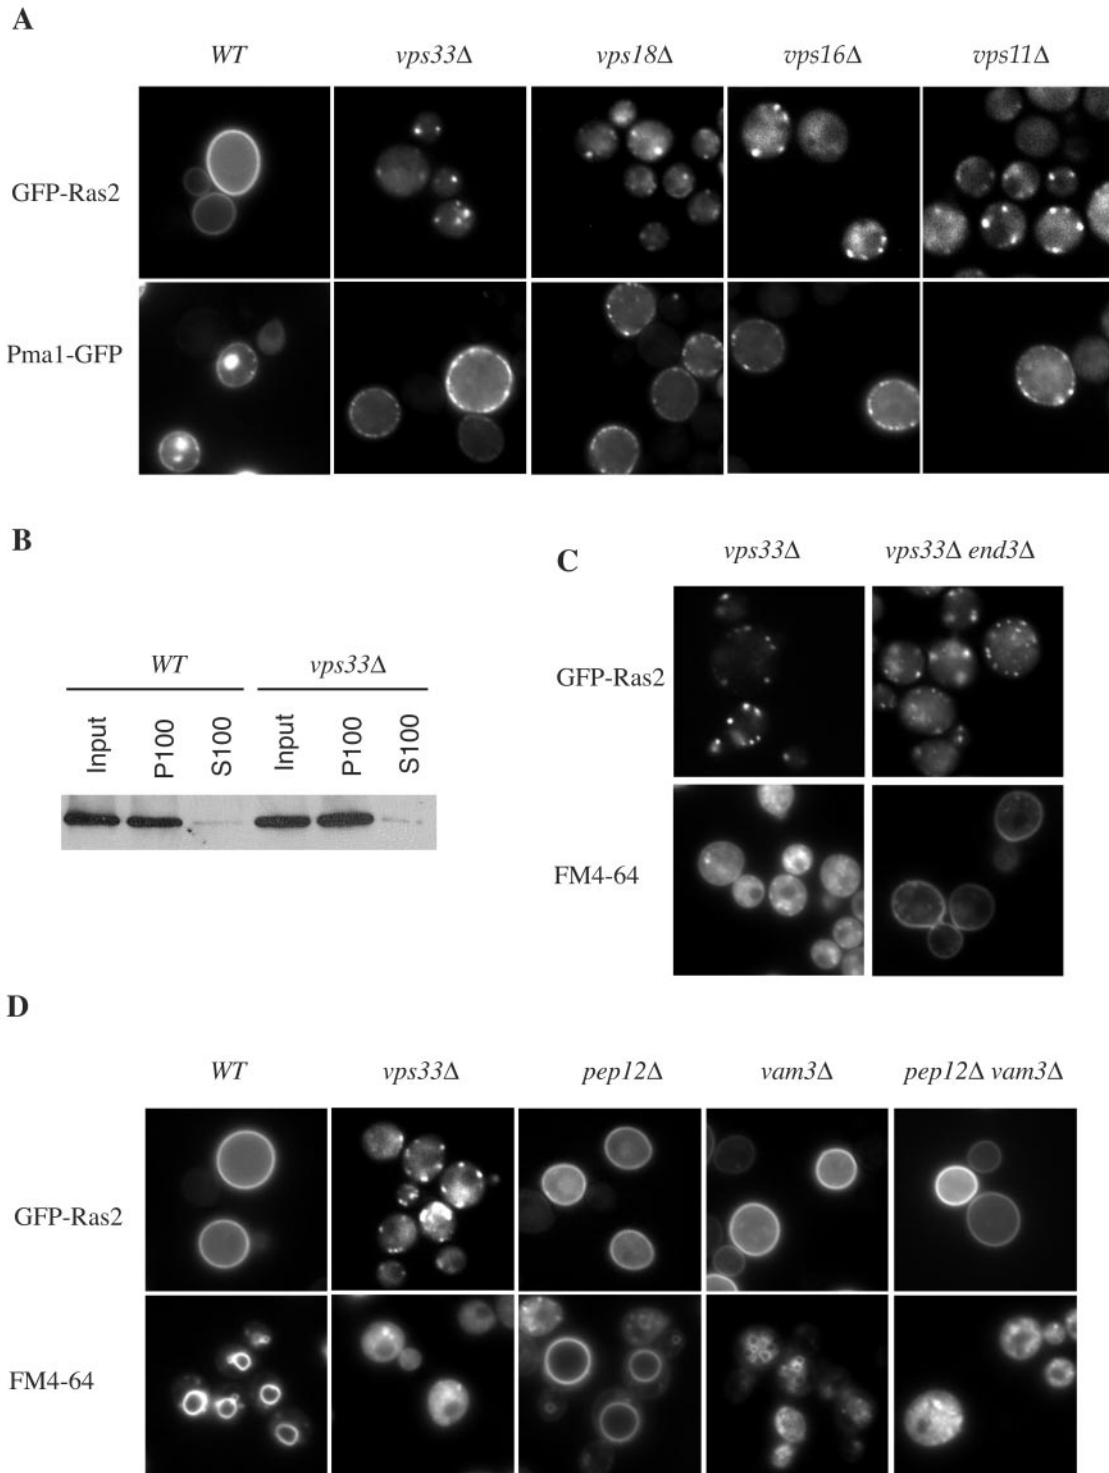 A
WT vps33Δ vps18Δ vps16Δ vps11Δ
GFP-Ras2
Pma1-GFP
B
WT vps33Δ
Input P100 S100 Input P100 S100
C
vps33Δ vps33Δ end3Δ
GFP-Ras2
FM4-64
D
WT vps33Δ pep12Δ vam3Δ pep12Δ vam3Δ
GFP-Ras2
FM4-64